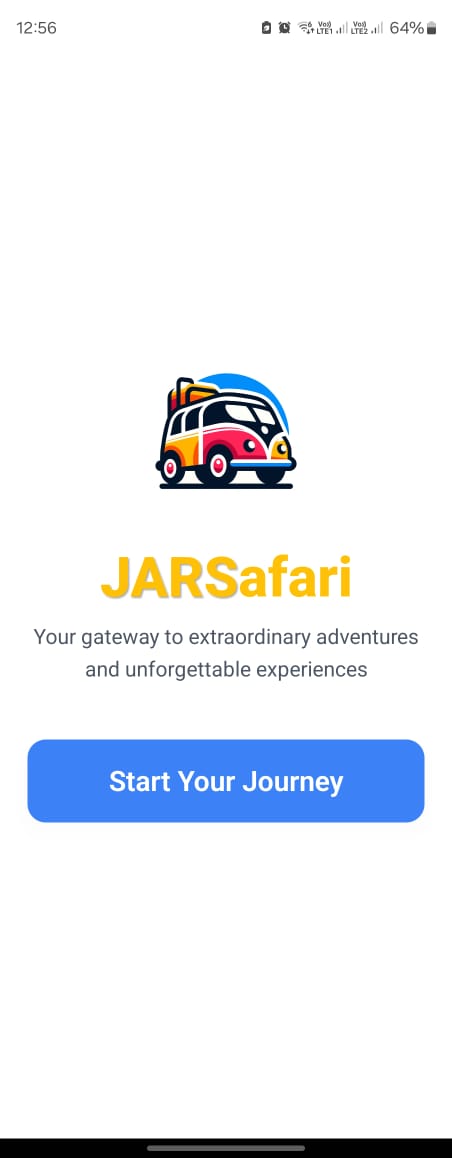 12:56
6 Vo)) LTE1 Vo)) LTE2 64%
JARSafari
Your gateway to extraordinary adventures
and unforgettable experiences
Start Your Journey